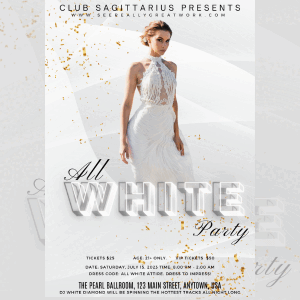 CLUB SAGITTARIUS PRESENTS
WWW.SEEREALLYGREATWORK.COM
All
WHITE
Party
TICKETS $25 AGE: 21+ ONLY VIP TICKETS: $50
DATE: SATURDAY, JULY 15, 2023 TIME: 8:00 PM - 2:00 AM
DRESS CODE: ALL WHITE ATTIRE. DRESS TO IMPRESS!
THE PEARL BALLROOM, 123 MAIN STREET, ANYTOWN, USA
DJ WHITE DIAMOND WILL BE SPINNING THE HOTTEST TRACKS ALL NIGHT LONG